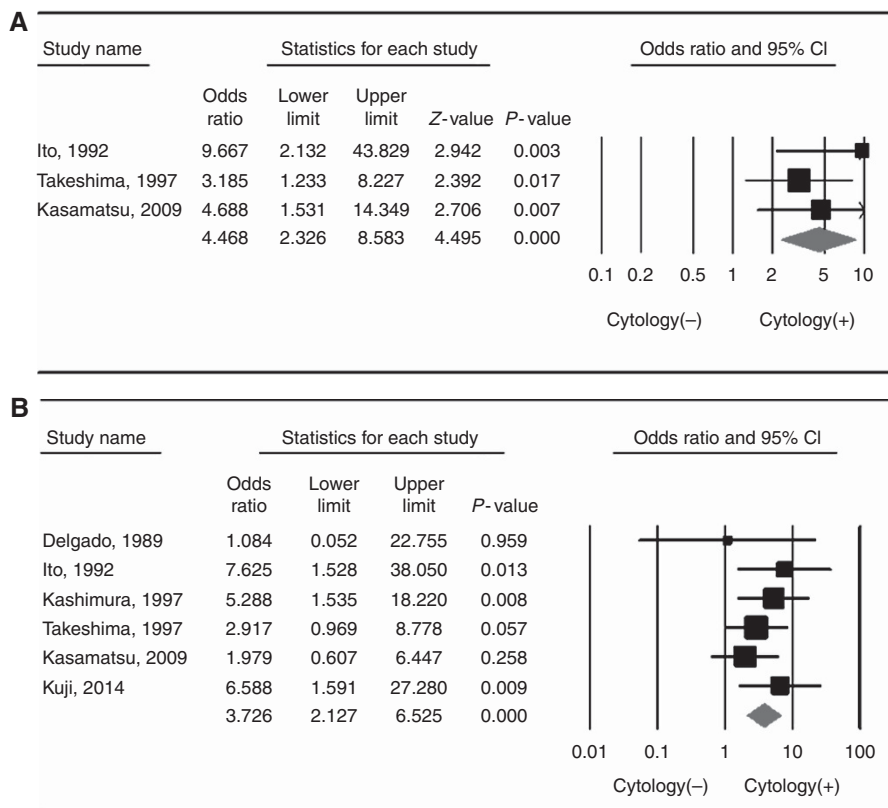 A
Study name Statistics for each study Odds ratio and 95% CI
Odds ratio Lower limit Upper limit Z-value P-value
Ito, 1992 9.667 2.132 43.829 2.942 0.003
Takeshima, 1997 3.185 1.233 8.227 2.392 0.017
Kasamatsu, 2009 4.688 1.531 14.349 2.706 0.007
4.468 2.326 8.583 4.495 0.000
0.1 0.2 0.5 1 2 5 10
Cytology(–) Cytology(+)
B
Study name Statistics for each study Odds ratio and 95% CI
Odds ratio Lower limit Upper limit P-value
Delgado, 1989 1.084 0.052 22.755 0.959
Ito, 1992 7.625 1.528 38.050 0.013
Kashimura, 1997 5.288 1.535 18.220 0.008
Takeshima, 1997 2.917 0.969 8.778 0.057
Kasamatsu, 2009 1.979 0.607 6.447 0.258
Kuji, 2014 6.588 1.591 27.280 0.009
3.726 2.127 6.525 0.000
0.01 0.1 1 10 100
Cytology(–) Cytology(+)